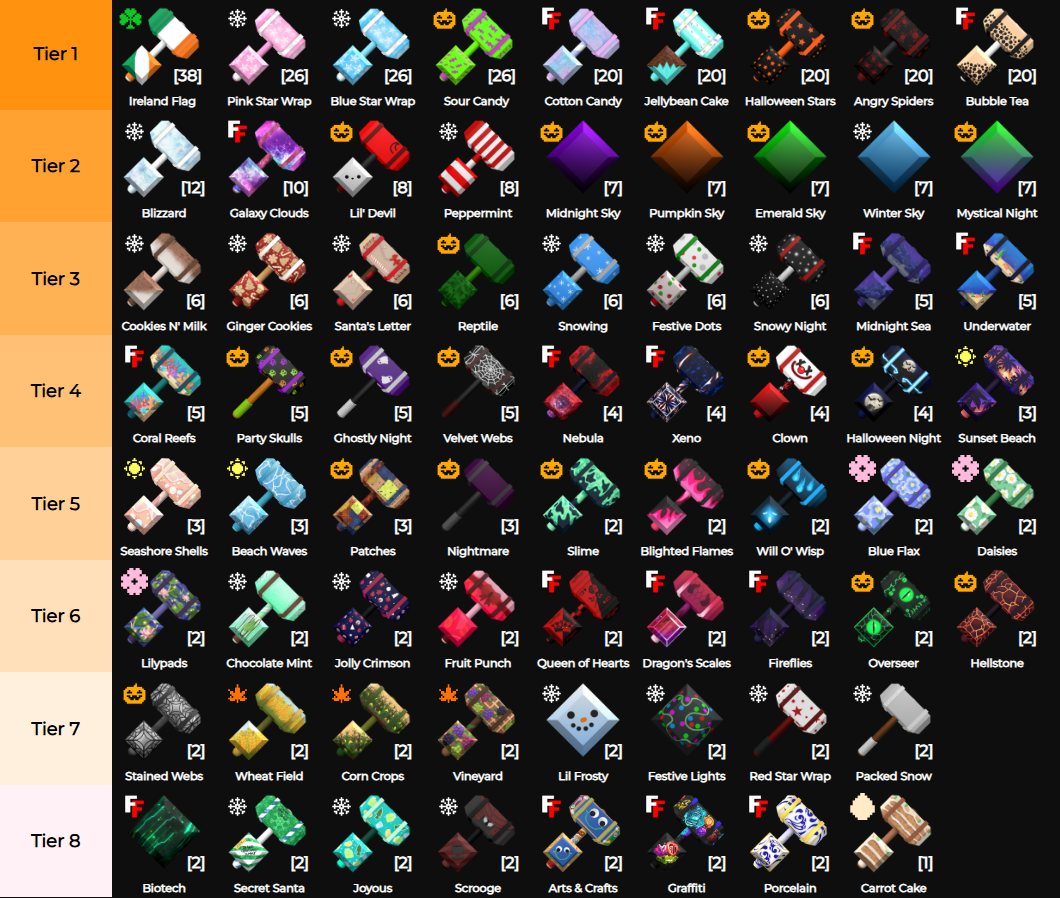 Tier 1
[38] [26] [26] [26] [20] [20] [20] [20] [20]
Ireland Flag Pink Star Wrap Blue Star Wrap Sour Candy Cotton Candy Jellybean Cake Halloween Stars Angry Spiders Bubble Tea
Tier 2
[12] [10] [8] [8] [7] [7] [7] [7] [7]
Blizzard Galaxy Clouds Lil' Devil Peppermint Midnight Sky Pumpkin Sky Emerald Sky Winter Sky Mystical Night
Tier 3
[6] [6] [6] [6] [6] [6] [6] [5] [5]
Cookies N' Milk Ginger Cookies Santa's Letter Reptile Snowing Festive Dots Snowy Night Midnight Sea Underwater
Tier 4
[5] [5] [5] [5] [4] [4] [4] [4] [3]
Coral Reefs Party Skulls Ghostly Night Velvet Webs Nebula Xeno Clown Halloween Night Sunset Beach
Tier 5
[3] [3] [3] [3] [2] [2] [2] [2] [2]
Seashore Shells Beach Waves Patches Nightmare Slime Blighted Flames Will O' Wisp Blue Flax Daisies
Tier 6
[2] [2] [2] [2] [2] [2] [2] [2] [2]
Lilypads Chocolate Mint Jolly Crimson Fruit Punch Queen of Hearts Dragon's Scales Fireflies Overseer Hellstone
Tier 7
[2] [2] [2] [2] [2] [2] [2] [2]
Stained Webs Wheat Field Corn Crops Vineyard Lil Frosty Festive Lights Red Star Wrap Packed Snow
Tier 8
[2] [2] [2] [2] [2] [2] [2] [1]
Biotech Secret Santa Joyous Scrooge Arts & Crafts Graffiti Porcelain Carrot Cake